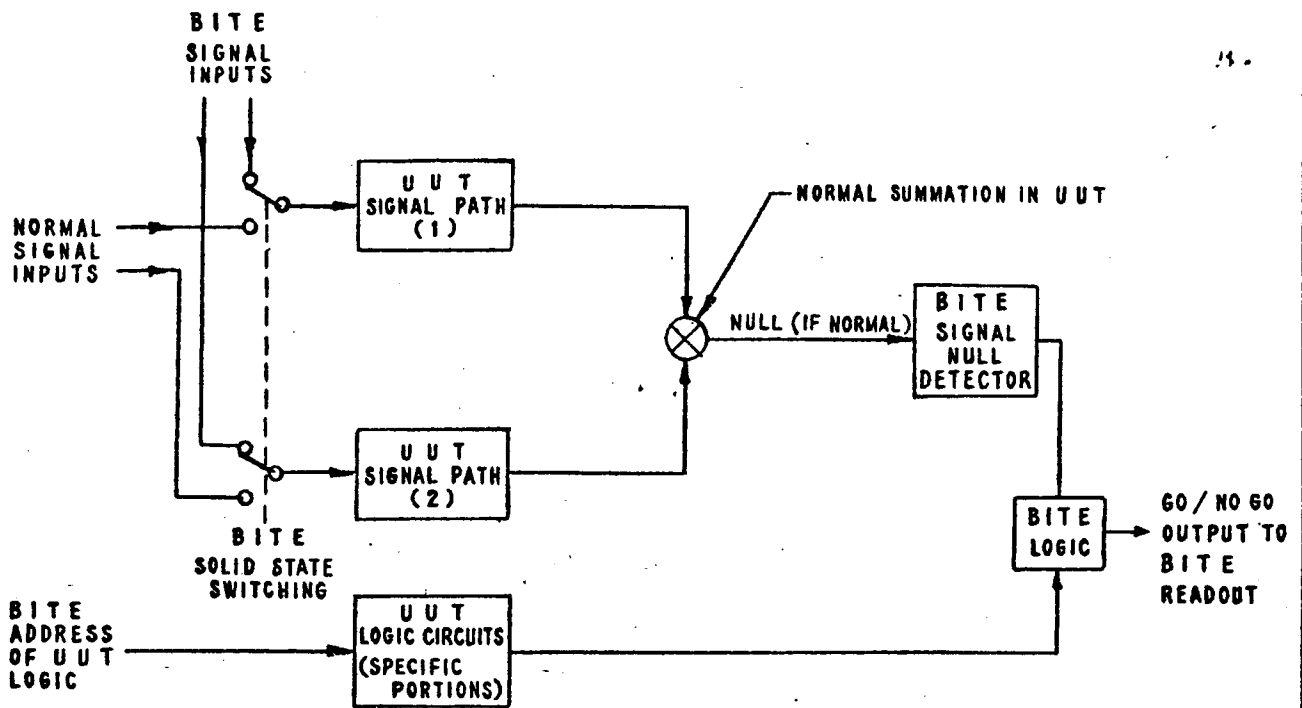 BITE
SIGNAL
INPUTS
NORMAL
SIGNAL
INPUTS
UUT
SIGNAL PATH
(1)
NORMAL SUMMATION IN UUT
NULL (IF NORMAL)
BITE
SIGNAL
NULL
DETECTOR
UUT
SIGNAL PATH
(2)
BITE
SOLID STATE
SWITCHING
BITE
LOGIC
GO / NO GO
OUTPUT TO
BITE
READOUT
BITE
ADDRESS
OF UUT
LOGIC
UUT
LOGIC CIRCUITS
(SPECIFIC
PORTIONS)